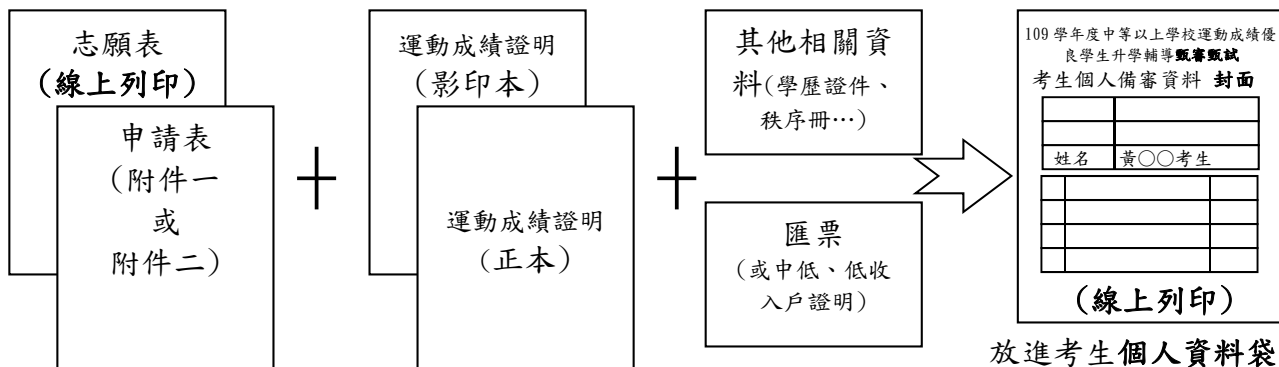 志願表
(線上列印)
申請表
(附件一
或
附件二)
運動成績證明
(影印本)
運動成績證明
(正本)
其他相關資
料(學歷證件、
秩序冊…)
匯票
(或中低、低收
入戶證明)
109 學年度中等以上學校運動成績優
良學生升學輔導甄審甄試
考生個人備審資料 封面
姓名 黃○○考生
(線上列印)
放進考生個人資料袋